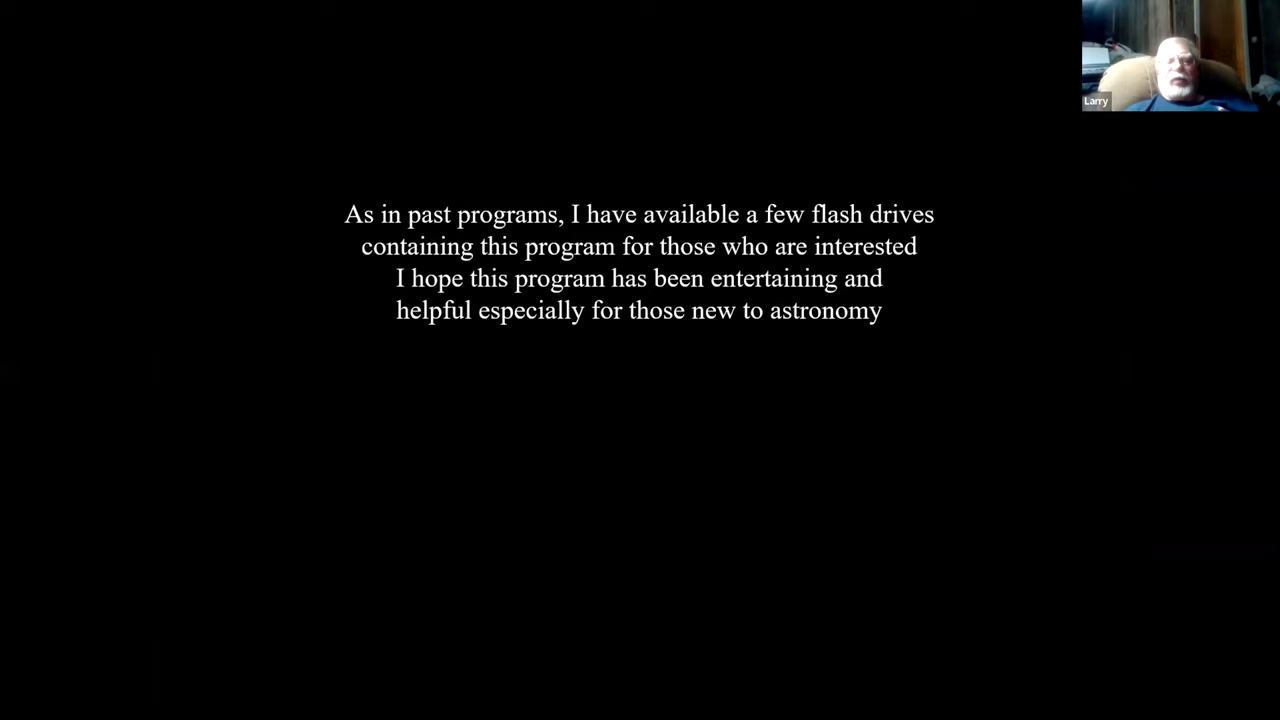 Larry
As in past programs, I have available a few flash drives
containing this program for those who are interested
I hope this program has been entertaining and
helpful especially for those new to astronomy